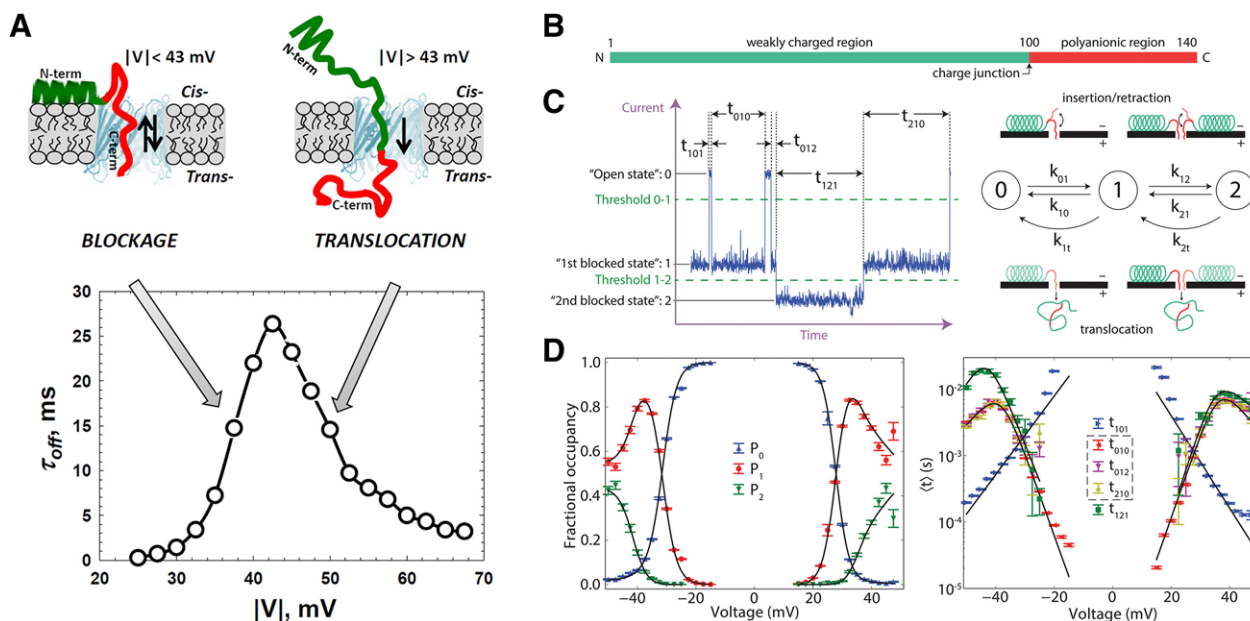 A
|V|< 43 mV
|V|> 43 mV
N-term
C-term
Cis-
Trans-
N-term
C-term
Cis-
Trans-
BLOCKAGE
TRANSLOCATION
τoff, ms
30
25
20
15
10
5
0
20 30 40 50 60 70
|V|, mV
B
1 100 140
N weakly charged region polyanionic region C
charge junction
C
Current
t010
t210
t101
t012
t121
"Open state": 0
Threshold 0-1
"1st blocked state": 1
Threshold 1-2
"2nd blocked state": 2
Time
insertion/retraction
− −
+ +
0 1 2
k01 k12
k10 k21
k1t k2t
− −
+ +
translocation
D
Fractional occupancy
1.0
0.8
0.6
0.4
0.2
0.0
P0
P1
P2
−40 −20 0 20 40
Voltage (mV)
⟨t⟩ (s)
10-2
10-3
10-4
10-5
t101
t010
t012
t210
t121
−40 −20 0 20 40
Voltage (mV)